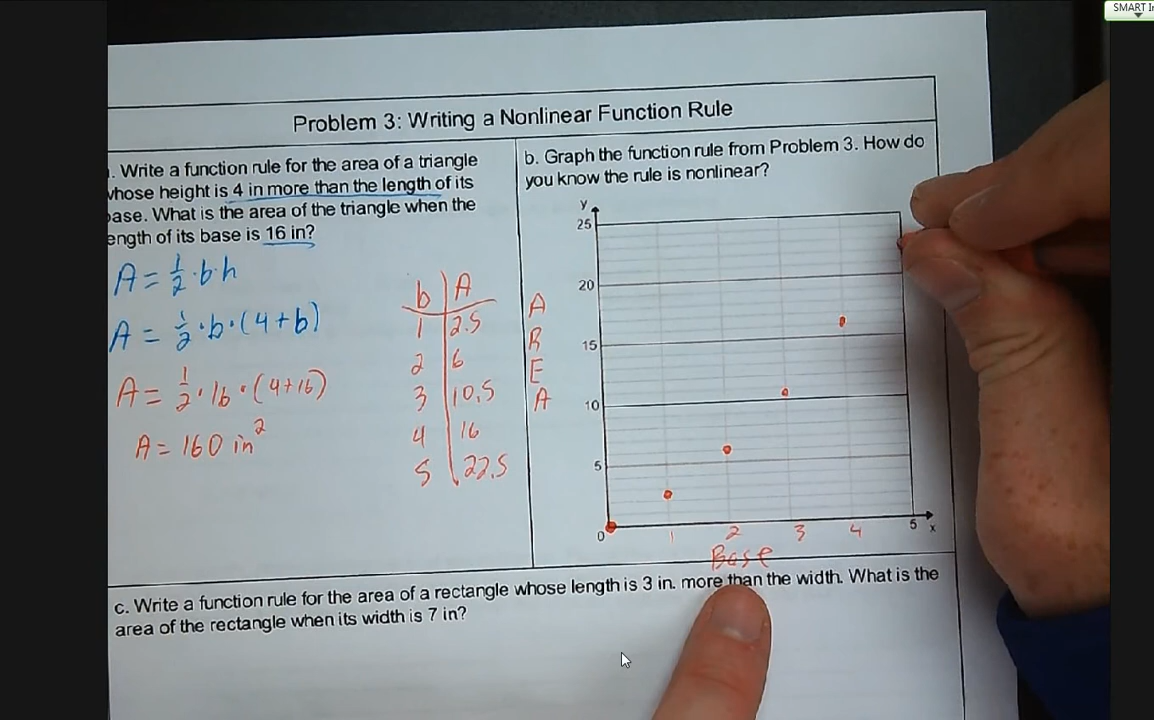 SMART In
Problem 3: Writing a Nonlinear Function Rule
. Write a function rule for the area of a triangle
whose height is 4 in more than the length of its
base. What is the area of the triangle when the
length of its base is 16 in?
A = 1/2 · b · h
A = 1/2 · b · (4+b)
A = 1/2 · 16 · (4+16)
A = 160 in²
b A
1 2.5
2 6
3 10.5
4 16
5 22.5
b. Graph the function rule from Problem 3. How do
you know the rule is nonlinear?
y
25
20
15
10
5
0
AREA
1 2 3 4 5 x
Base
c. Write a function rule for the area of a rectangle whose length is 3 in. more than the width. What is the
area of the rectangle when its width is 7 in?